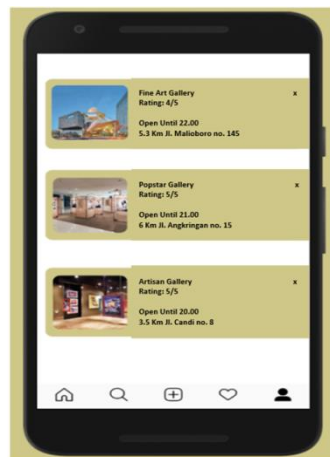 Fine Art Gallery x
Rating: 4/5
Open Until 22.00
5.3 Km Jl. Malioboro no. 145
Popstar Gallery x
Rating: 5/5
Open Until 21.00
6 Km Jl. Angkringan no. 15
Artisan Gallery x
Rating: 5/5
Open Until 20.00
3.5 Km Jl. Candi no. 8